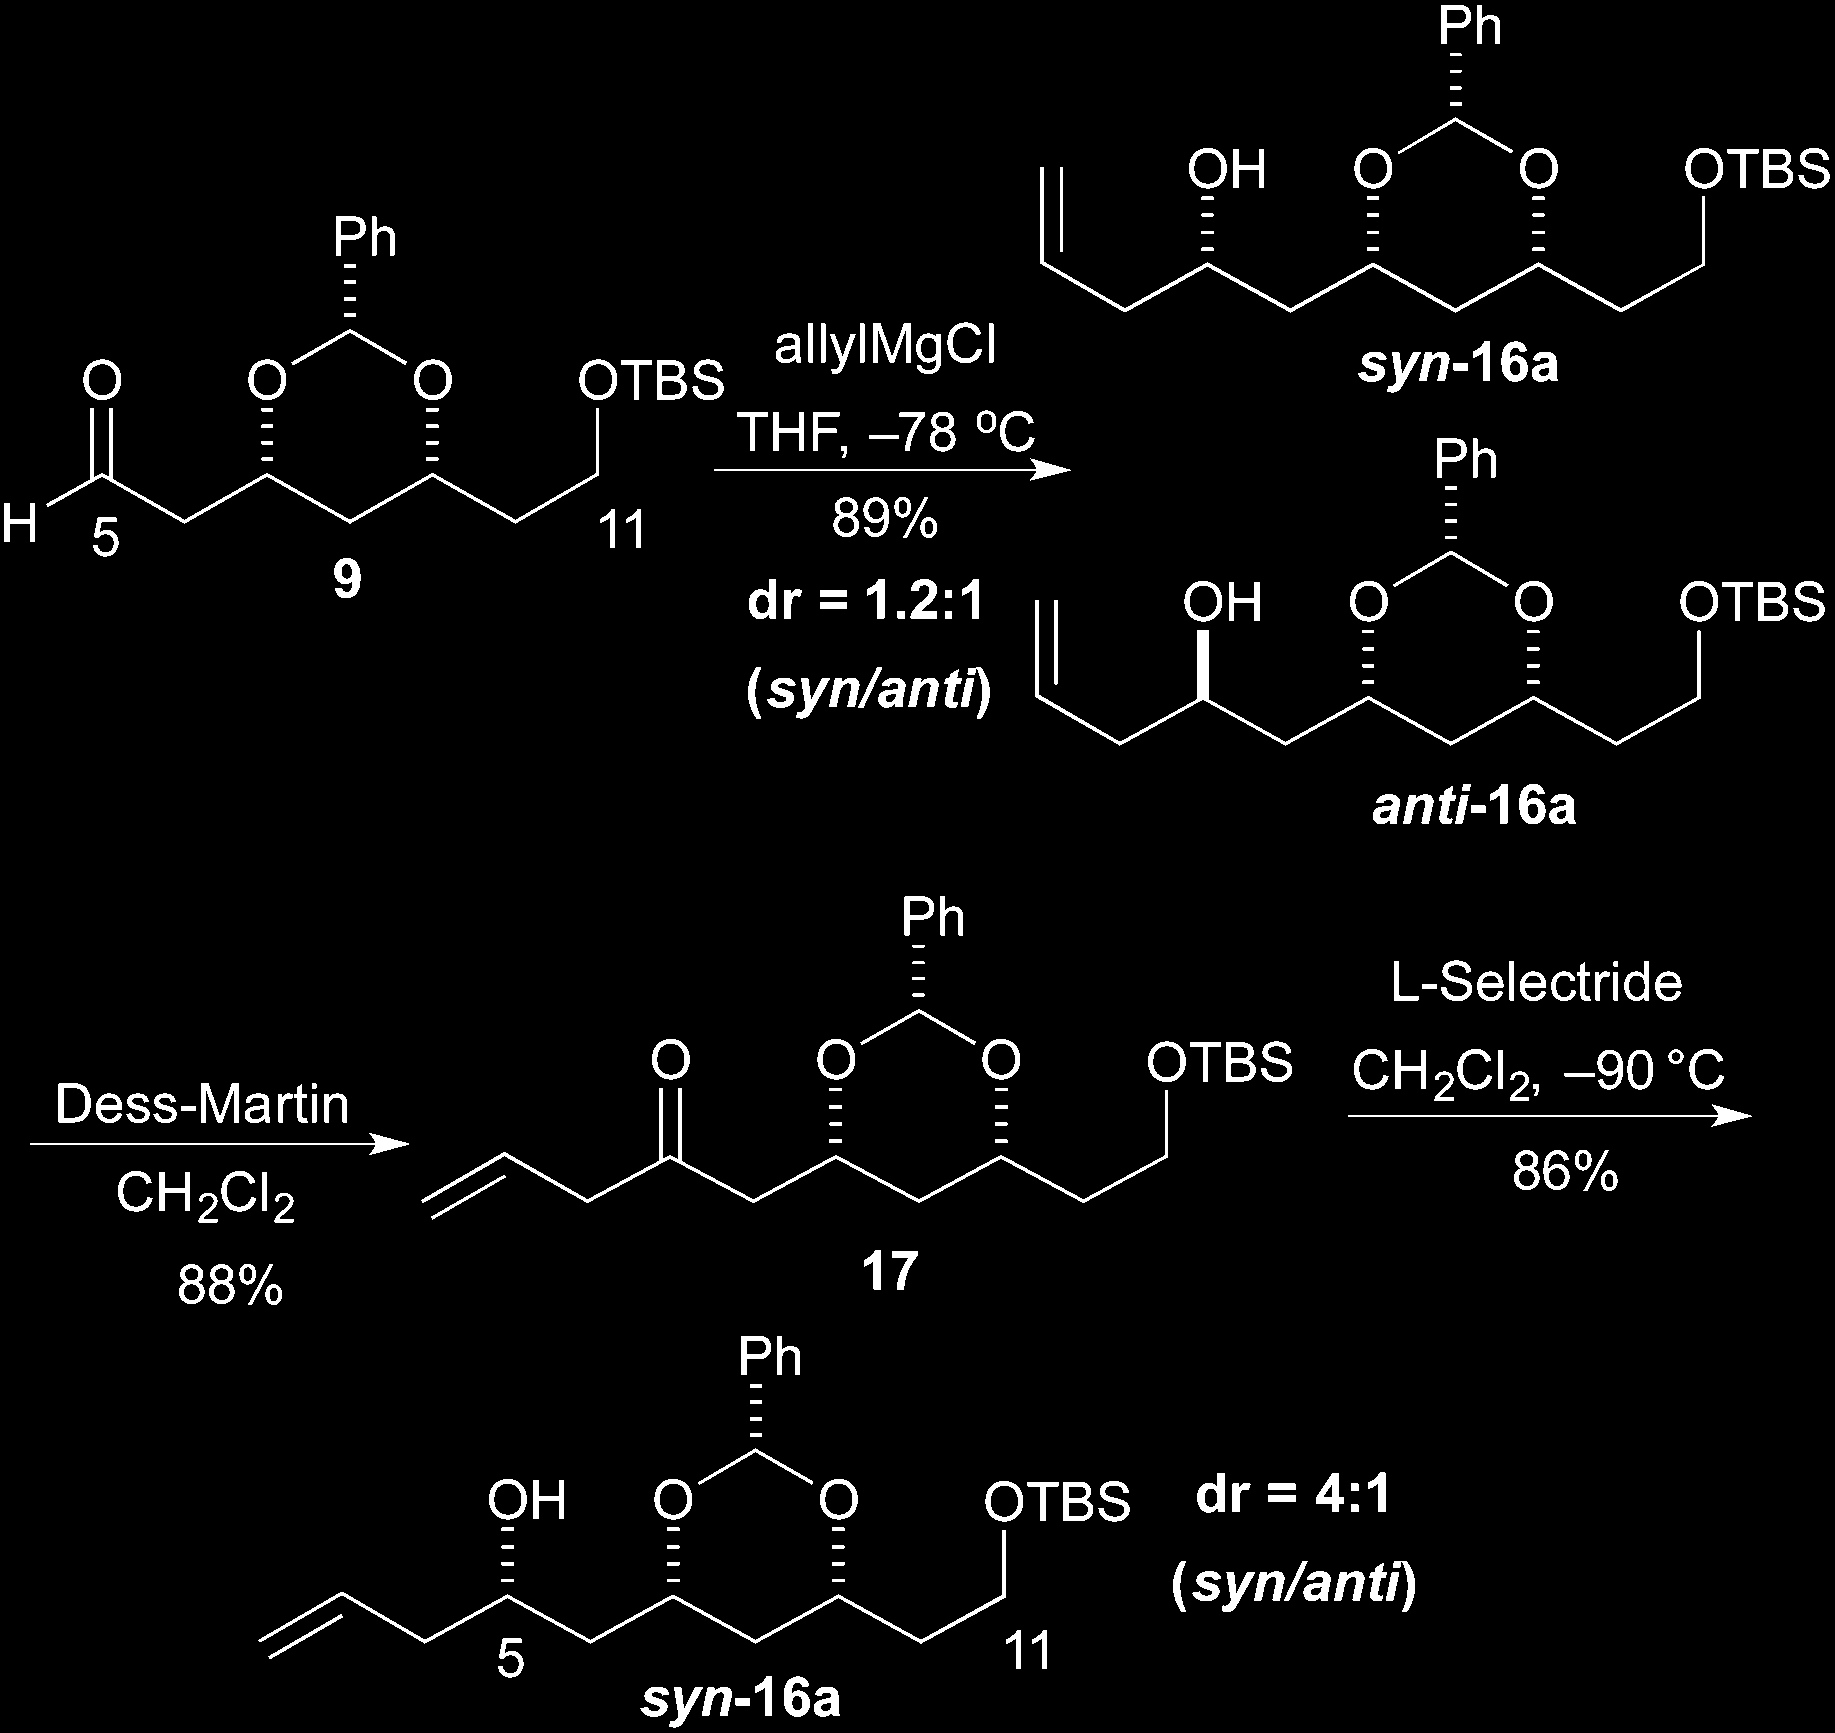 Ph
O
O
O
OTBS
H
5
11
9
allylMgCl
THF, –78 ºC
89%
dr = 1.2:1
(syn/anti)
Ph
OH
O
O
OTBS
syn-16a
Ph
OH
O
O
OTBS
anti-16a
Dess-Martin
CH2Cl2
88%
Ph
O
O
O
OTBS
17
L-Selectride
CH2Cl2, –90 °C
86%
Ph
OH
O
O
OTBS
5
11
syn-16a
dr = 4:1
(syn/anti)